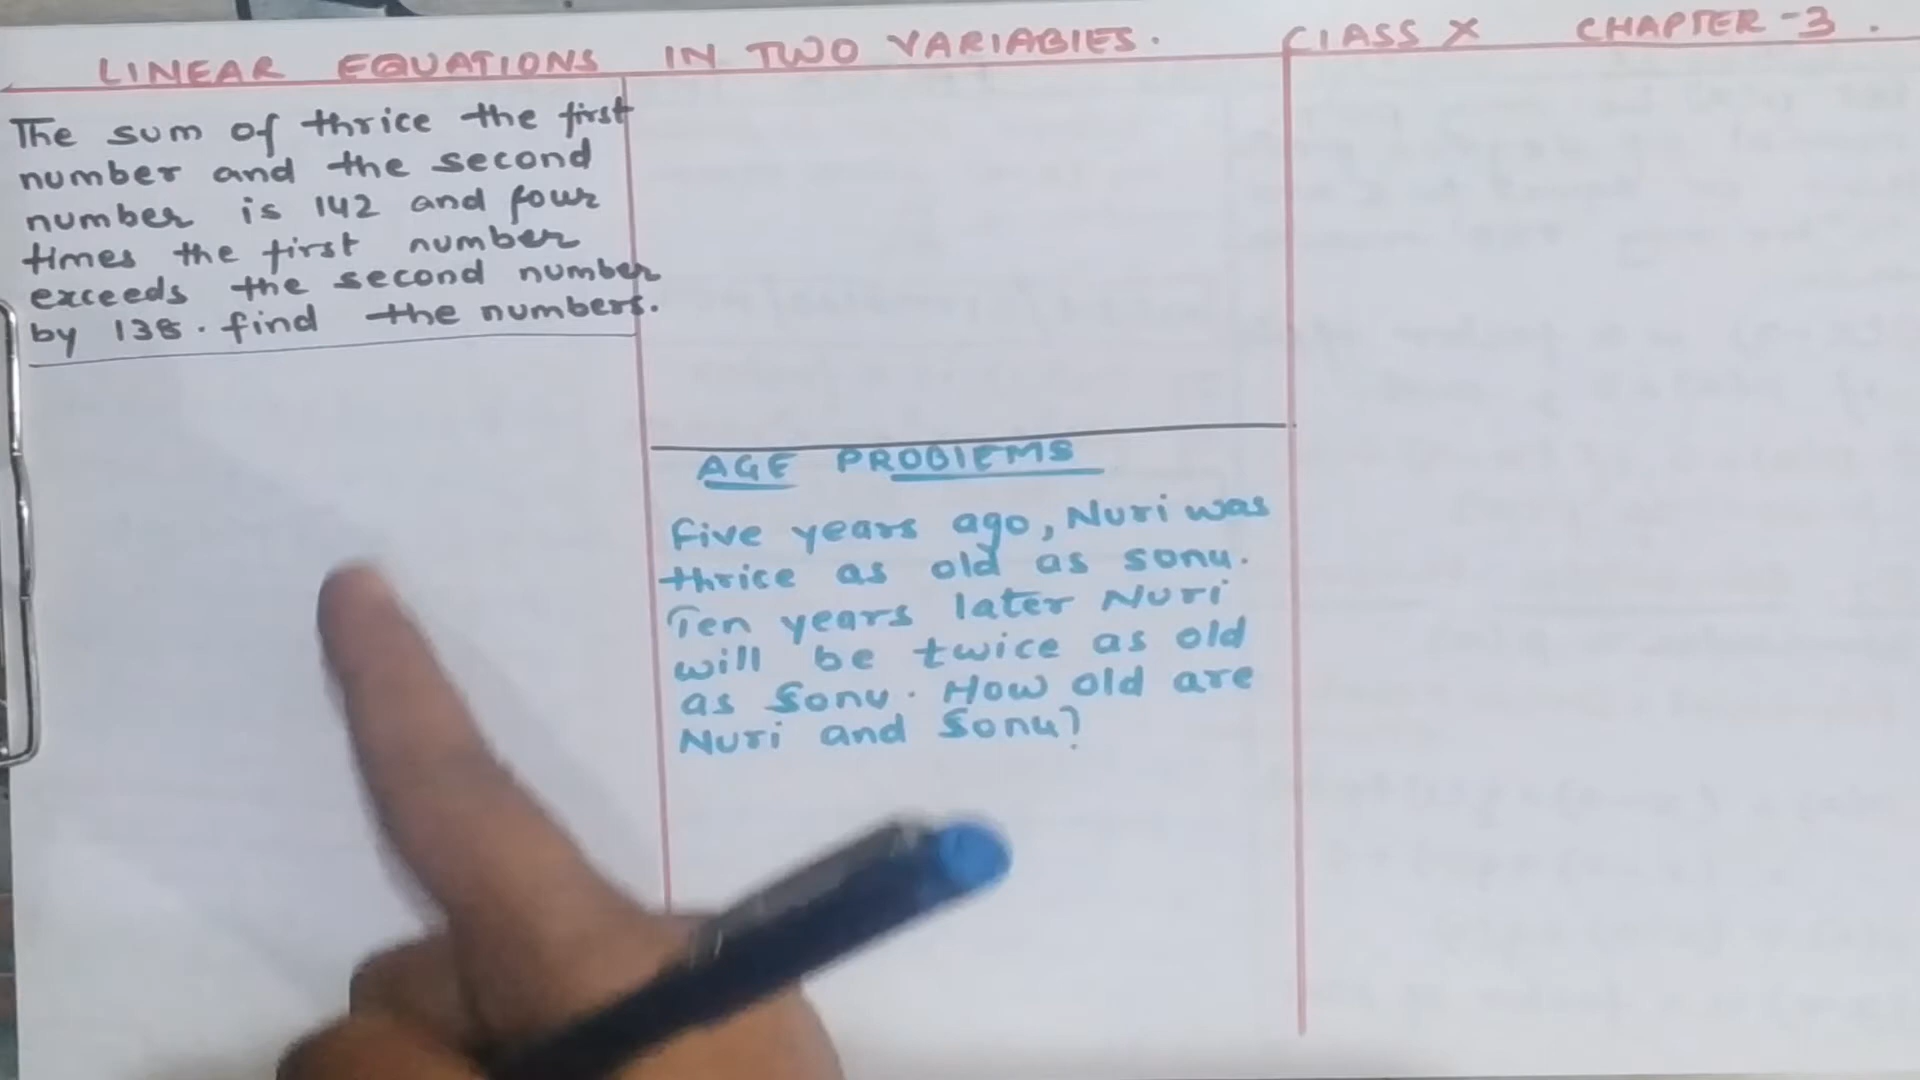 LINEAR EQUATIONS IN TWO VARIABIES. CIASS X CHAPTER-3.
The sum of thrice the first
number and the second
number is 142 and four
times the first number
exceeds the second number
by 138. find the numbers.
AGE PROBIEMS
Five years ago, Nuri was
thrice as old as sonu.
Ten years later Nuri
will be twice as old
as Sonu. How old are
Nuri and Sonu?